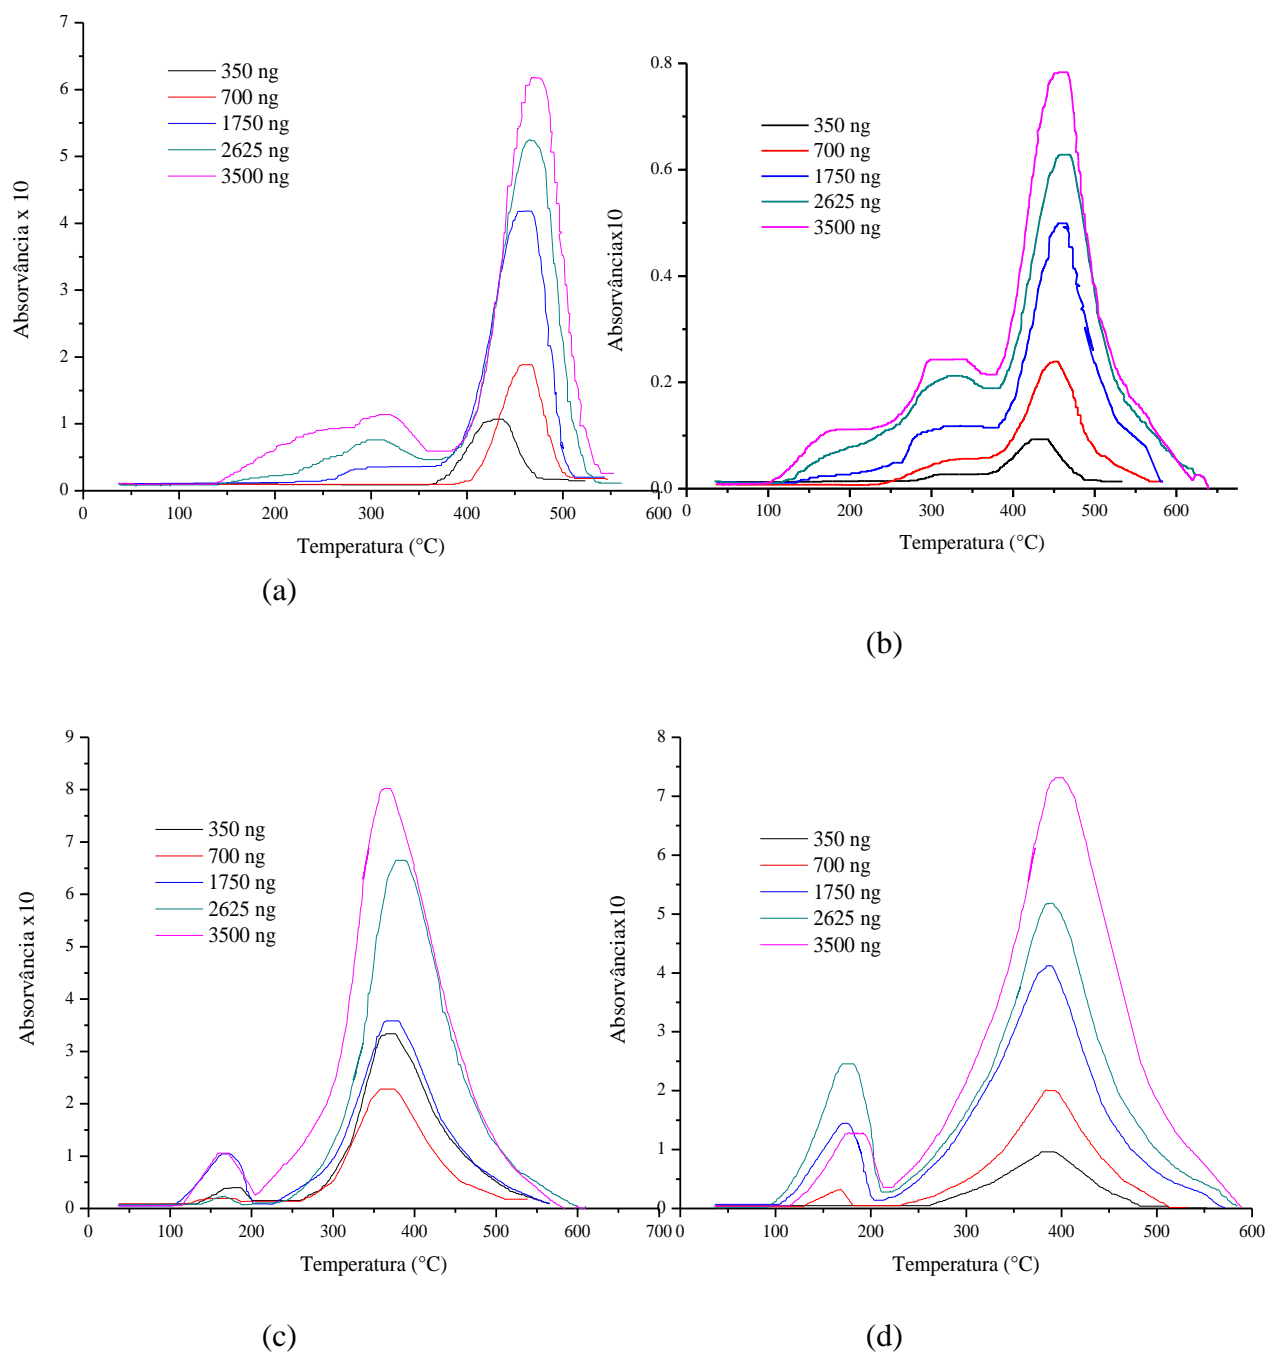 7
6
5
4
3
2
1
0
Absorvância x 10
350 ng
700 ng
1750 ng
2625 ng
3500 ng
0 100 200 300 400 500 600
Temperatura (°C)
(a)
0.8
0.6
0.4
0.2
0.0
Absorvânciax10
350 ng
700 ng
1750 ng
2625 ng
3500 ng
0 100 200 300 400 500 600
Temperatura (°C)
(b)
9
8
7
6
5
4
3
2
1
0
Absorvância x10
350 ng
700 ng
1750 ng
2625 ng
3500 ng
0 100 200 300 400 500 600 700
Temperatura (°C)
(c)
8
7
6
5
4
3
2
1
0
Absorvânciax10
350 ng
700 ng
1750 ng
2625 ng
3500 ng
0 100 200 300 400 500 600
Temperatura (°C)
(d)